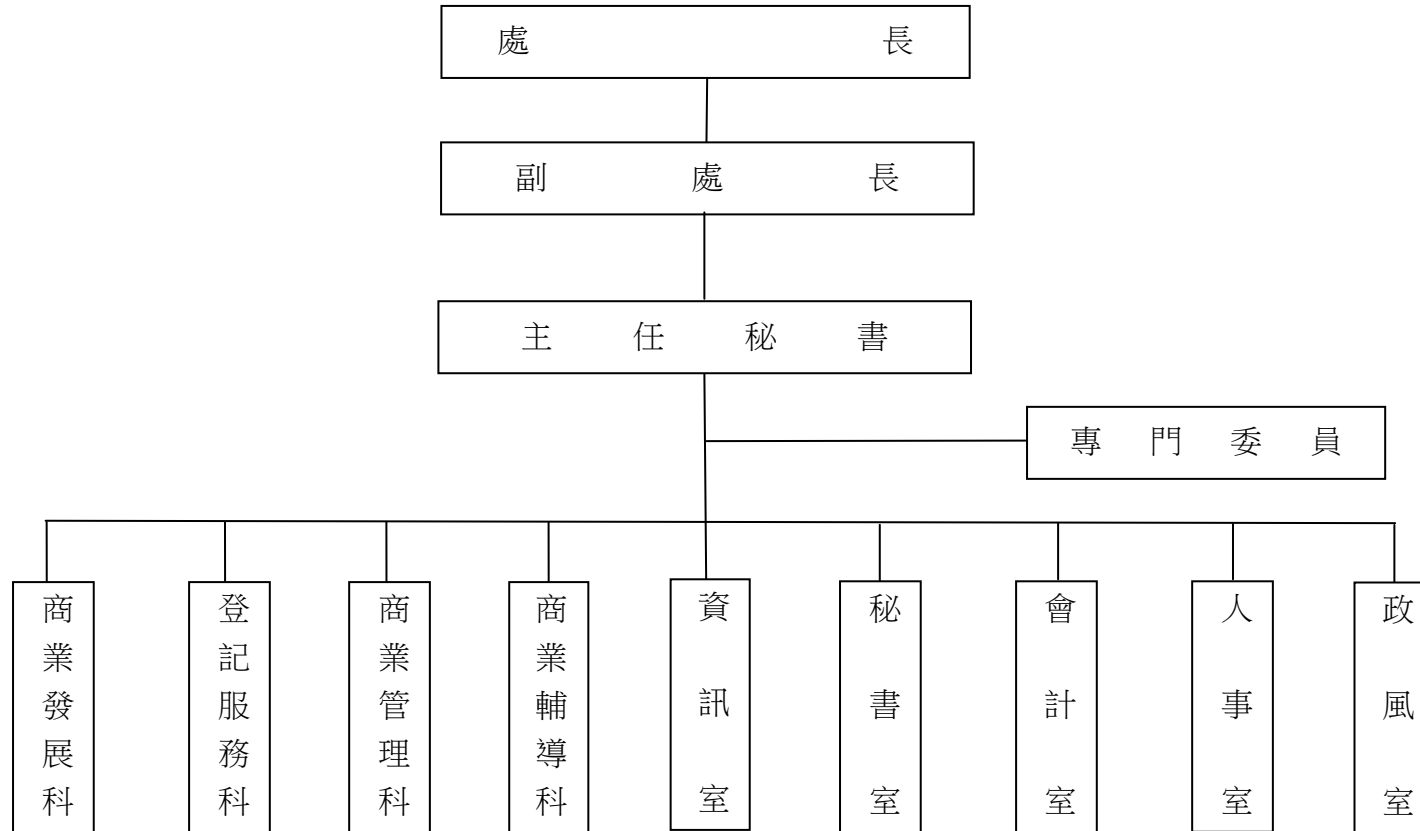 處長
副處長
主任秘書
專門委員
商業發展科
登記服務科
商業管理科
商業輔導科
資訊室
秘書室
會計室
人事室
政風室